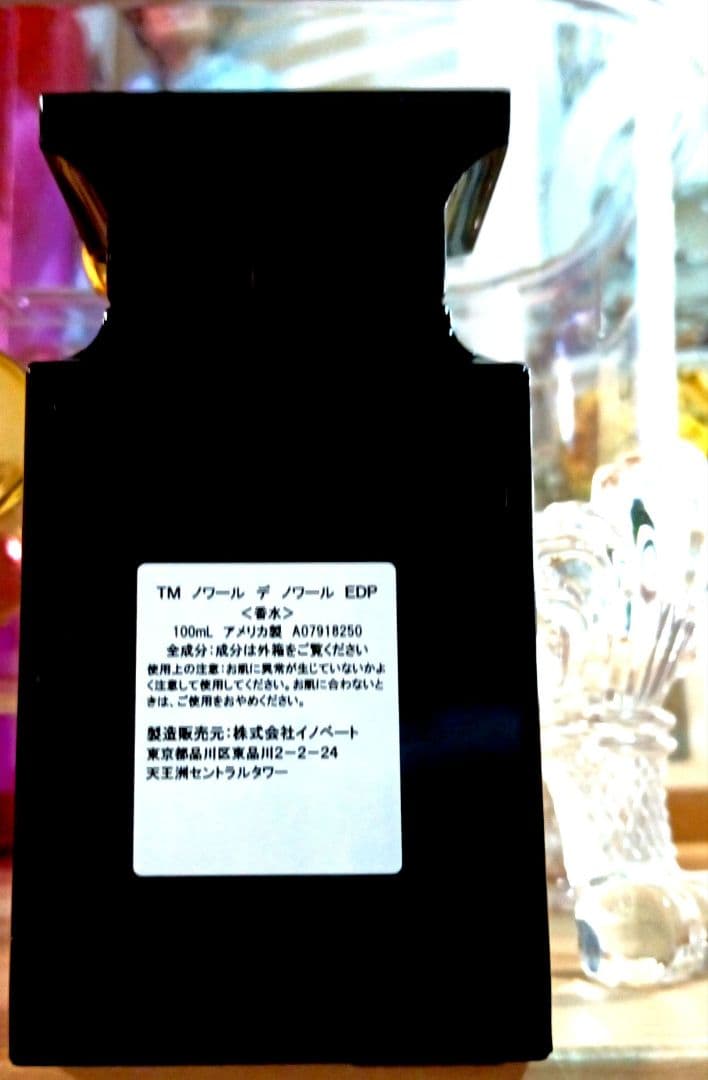 TM ノワール デ ノワール EDP
<香水>
100mL アメリカ製 A07918250
全成分:成分は外箱をご覧ください
使用上の注意:お肌に異常が生じていないかよ
く注意して使用してください。お肌に合わないと
きは、ご使用をおやめください。
製造販売元:株式会社イノベート
東京都品川区東品川2-2-24
天王洲セントラルタワー